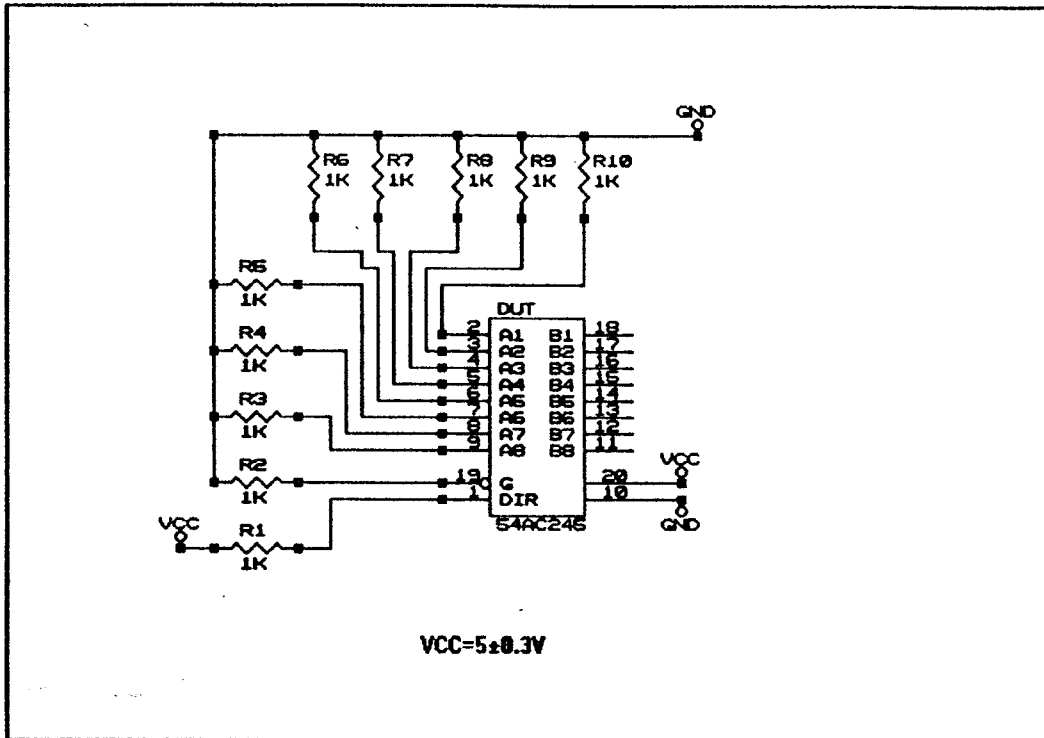 GND
R6 R7 R8 R9 R10
1K 1K 1K 1K 1K
R5
1K
R4
1K
R3
1K
R2
1K
VCC
R1
1K
DUT
2 A1 B1 18
3 A2 B2 17
4 A3 B3 16
5 A4 B4 15
6 A5 B5 14
7 A6 B6 13
8 A7 B7 12
9 A8 B8 11
19 G 20 VCC
1 DIR 10 GND
54AC245
VCC=5±0.3V